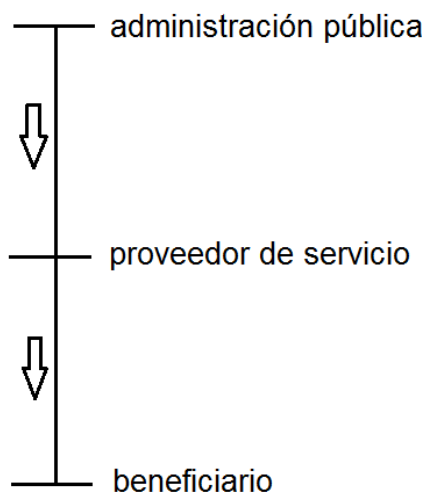 administración pública
proveedor de servicio
beneficiario